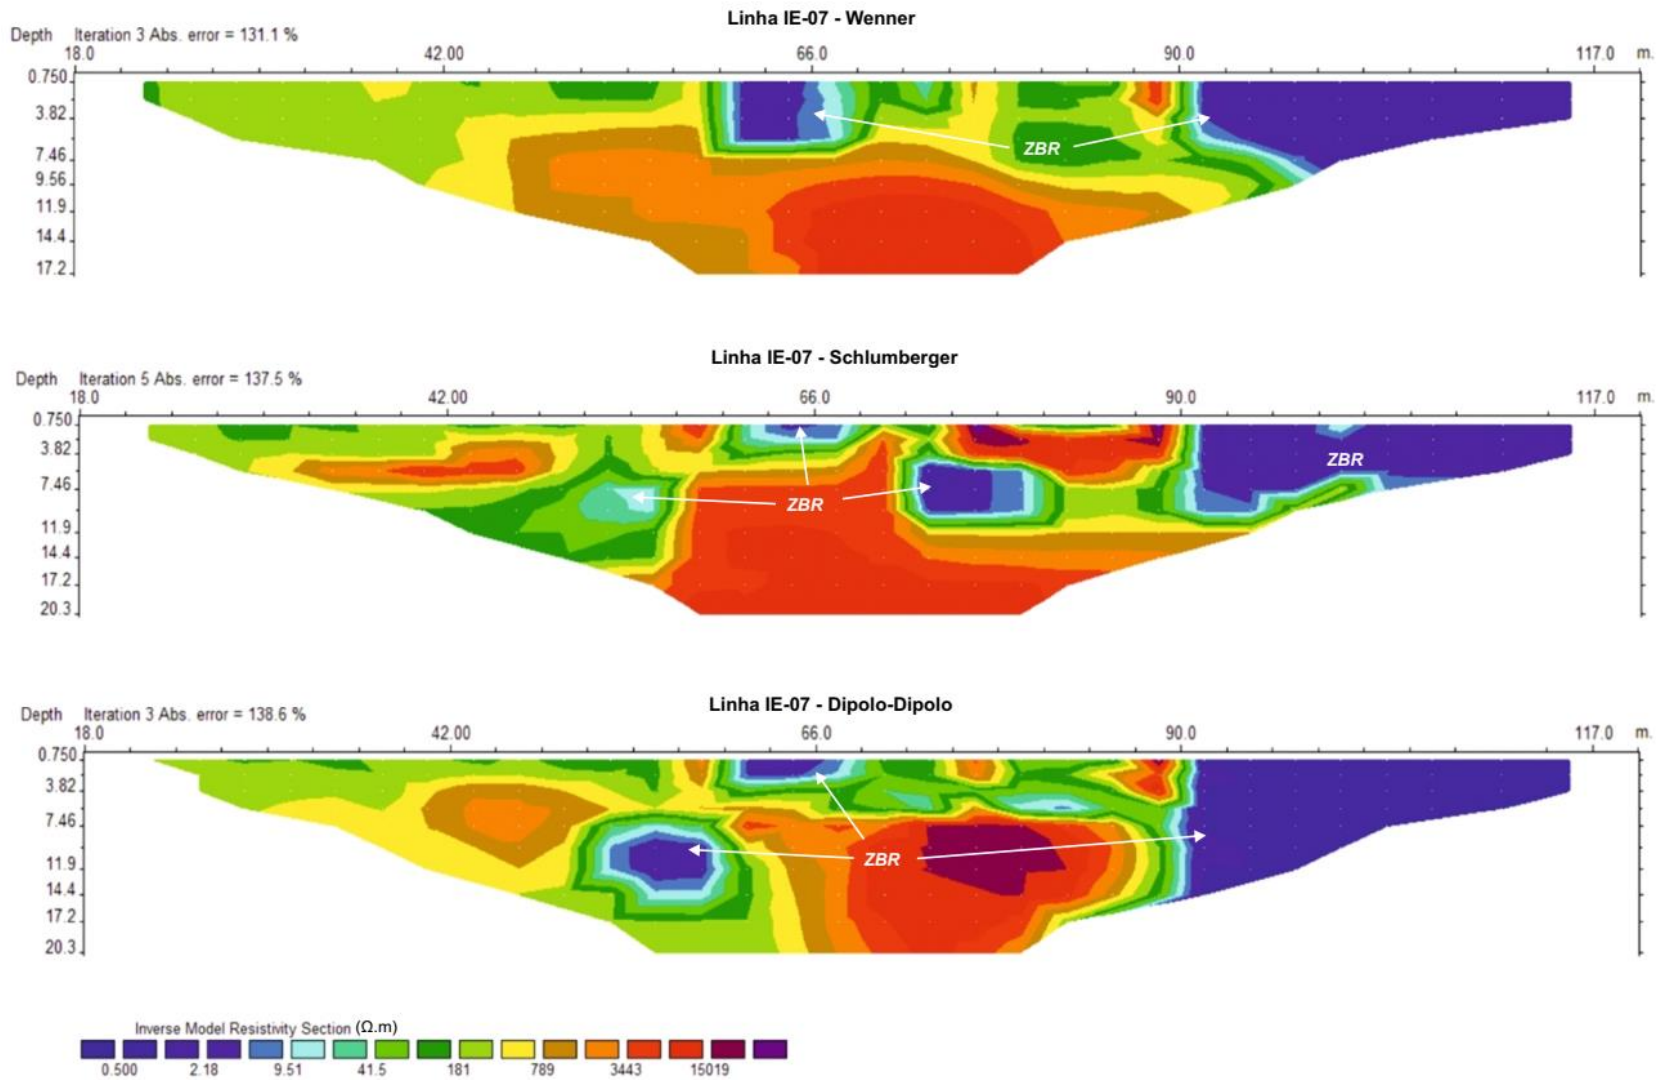 Linha IE-07 - Wenner
Depth Iteration 3 Abs. error = 131.1 %
18.0 42.00 66.0 90.0 117.0 m.
0.750
3.82
7.46
9.56
11.9
14.4
17.2
ZBR
Linha IE-07 - Schlumberger
Depth Iteration 5 Abs. error = 137.5 %
18.0 42.00 66.0 90.0 117.0 m.
0.750
3.82
7.46
11.9
14.4
17.2
20.3
ZBR
ZBR
Linha IE-07 - Dipolo-Dipolo
Depth Iteration 3 Abs. error = 138.6 %
18.0 42.00 66.0 90.0 117.0 m.
0.750
3.82
7.46
11.9
14.4
17.2
20.3
ZBR
Inverse Model Resistivity Section (Ω.m)
0.500 2.18 9.51 41.5 181 789 3443 15019